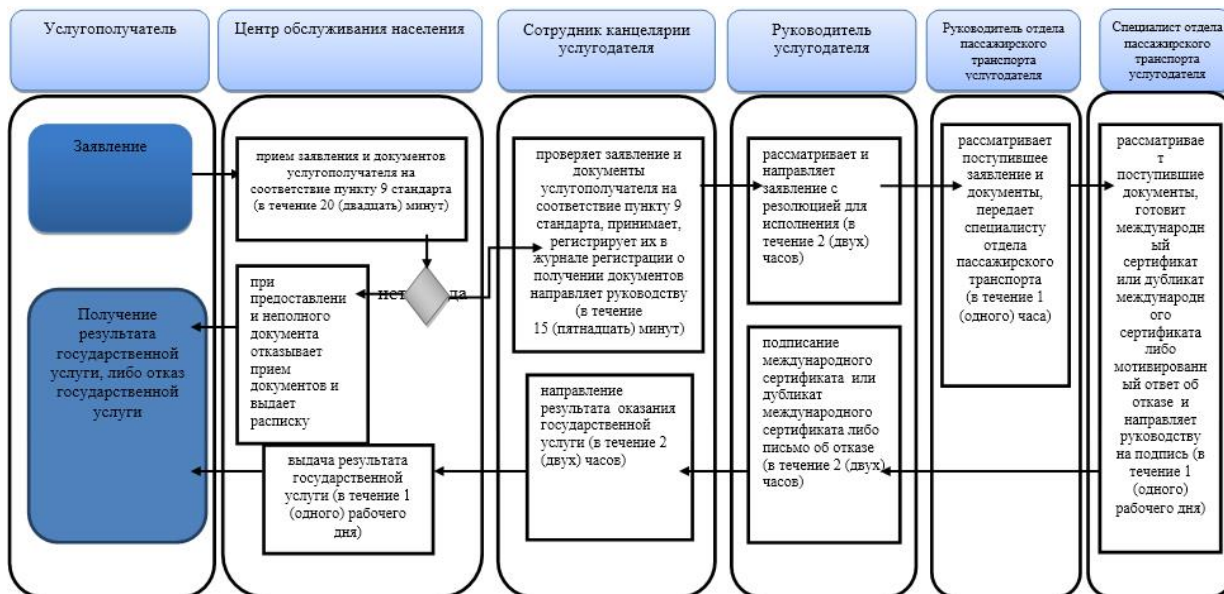 Услугополучатель
Центр обслуживания населения
Сотрудник канцелярии
услугодателя
Руководитель
услугодателя
Руководитель отдела
пассажирского
транспорта
услугодателя
Специалист отдела
пассажирского
транспорта
услугодателя
Заявление
прием заявления и документов
услугополучателя на
соответствие пункту 9 стандарта
(в течение 20 (двадцать) минут)
проверяет заявление и
документы
услугополучателя на
соответствие пункту 9
стандарта, принимает,
регистрирует их в
журнале регистрации о
получении документов
направляет руководству
(в течение
15 (пятнадцать) минут)
рассматривает и
направляет
заявление с
резолюцией для
исполнения (в
течение 2 (двух)
часов)
рассматривает
поступившее
заявление и
документы,
передает
специалисту
отдела
пассажирского
транспорта
(в течение 1
(одного) часа)
рассматривае
т
поступившие
документы,
готовит
международ
ный
сертификат
или дубликат
международн
ого
сертификата
либо
мотивирован
ный ответ об
отказе и
направляет
руководству
на подпись (в
течение 1
(одного)
рабочего дня)
нет
да
при
предоставлени
и неполного
документа
отказывает
прием
документов и
выдает
расписку
Получение
результата
государственной
услуги, либо отказ
государственной
услуги
направление
результата оказания
государственной
услуги (в течение 2
(двух) часов)
подписание
международного
сертификата или
дубликат
международного
сертификата либо
письмо об отказе
(в течение 2 (двух)
часов)
выдача результата
государственной
услуги (в течение 1
(одного) рабочего
дня)